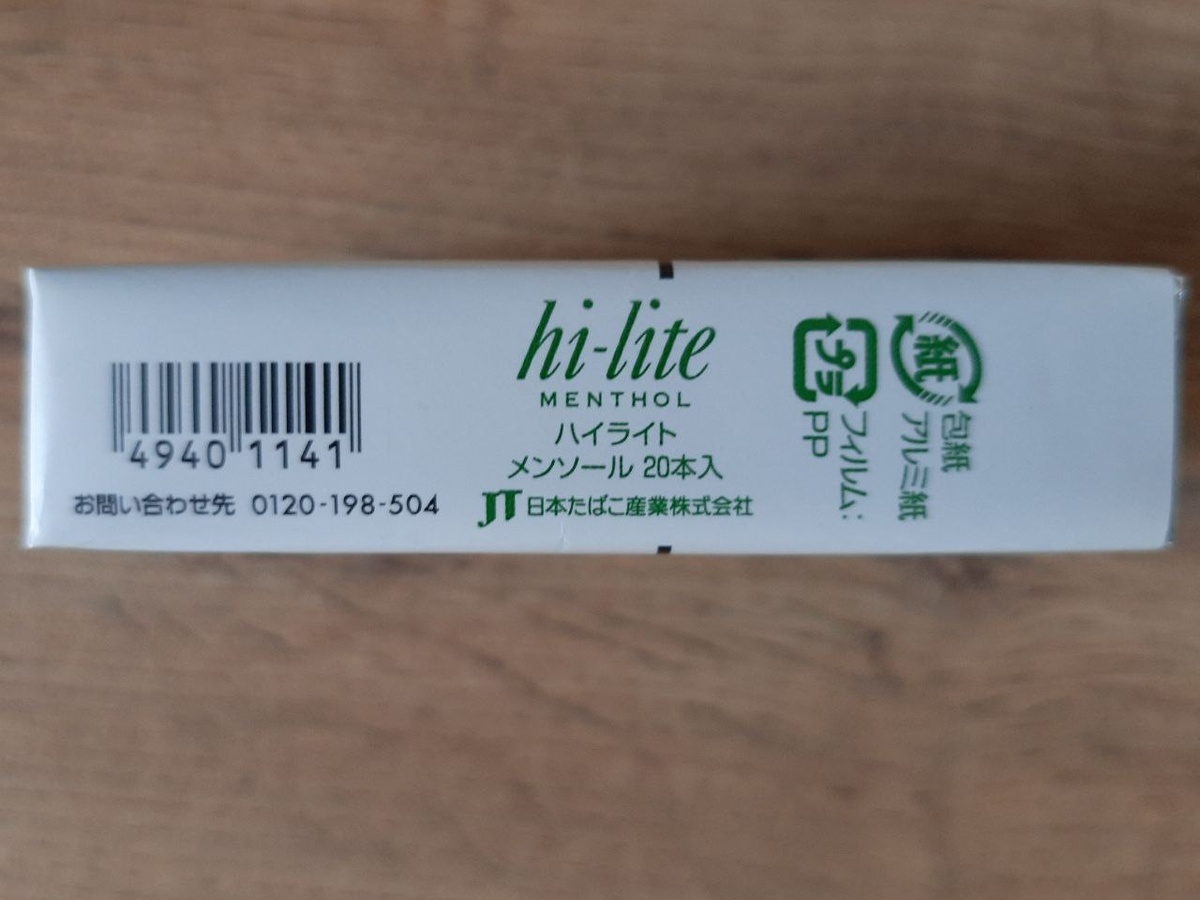 4940 1141
お問い合わせ先 0120-198-504
hi-lite
MENTHOL
ハイライト
メンソール 20本入
JT 日本たばこ産業株式会社
紙
包紙
アルミ紙
プラ
フィルム:
PP